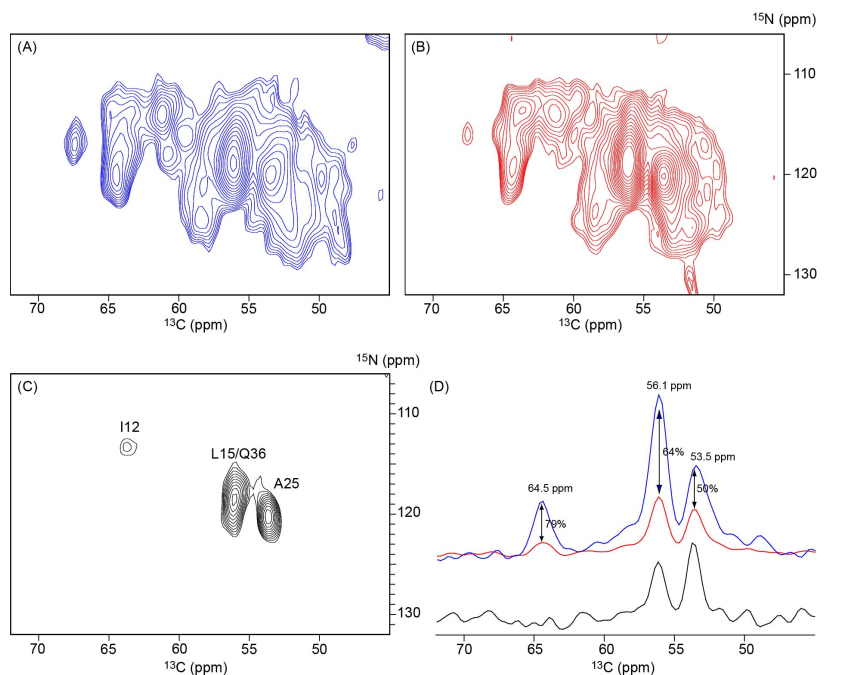 ¹⁵N (ppm)
(A)
(B)
110
120
130
70 65 60 55 50
70 65 60 55 50
¹³C (ppm)
¹³C (ppm)
¹⁵N (ppm)
(C)
(D)
56.1 ppm
110
I12
L15/Q36
64%
53.5 ppm
A25
64.5 ppm
50%
120
79%
130
70 65 60 55 50
70 65 60 55 50
¹³C (ppm)
¹³C (ppm)